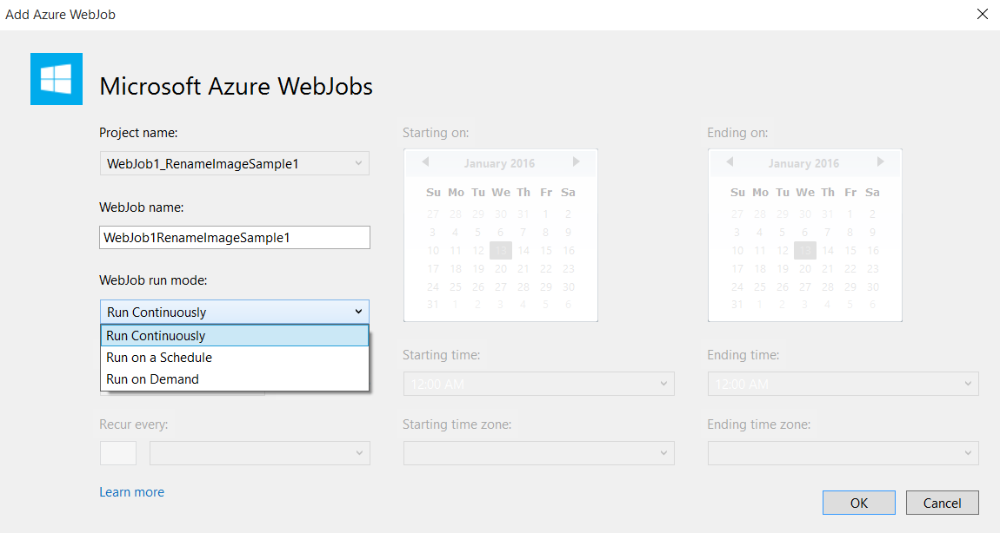 Add Azure WebJob
Microsoft Azure WebJobs
Project name:
WebJob1_RenameImageSample1
WebJob name:
WebJob1RenameImageSample1
WebJob run mode:
Run Continuously
Run Continuously
Run on a Schedule
Run on Demand
Recur every:
Learn more
Starting on:
January 2016
Su Mo Tu We Th Fr Sa
27 28 29 30 31 1 2
3 4 5 6 7 8 9
10 11 12 13 14 15 16
17 18 19 20 21 22 23
24 25 26 27 28 29 30
31 1 2 3 4 5 6
Starting time:
12:00 AM
Starting time zone:
Ending on:
January 2016
Su Mo Tu We Th Fr Sa
27 28 29 30 31 1 2
3 4 5 6 7 8 9
10 11 12 13 14 15 16
17 18 19 20 21 22 23
24 25 26 27 28 29 30
31 1 2 3 4 5 6
Ending time:
12:00 AM
Ending time zone:
OK
Cancel